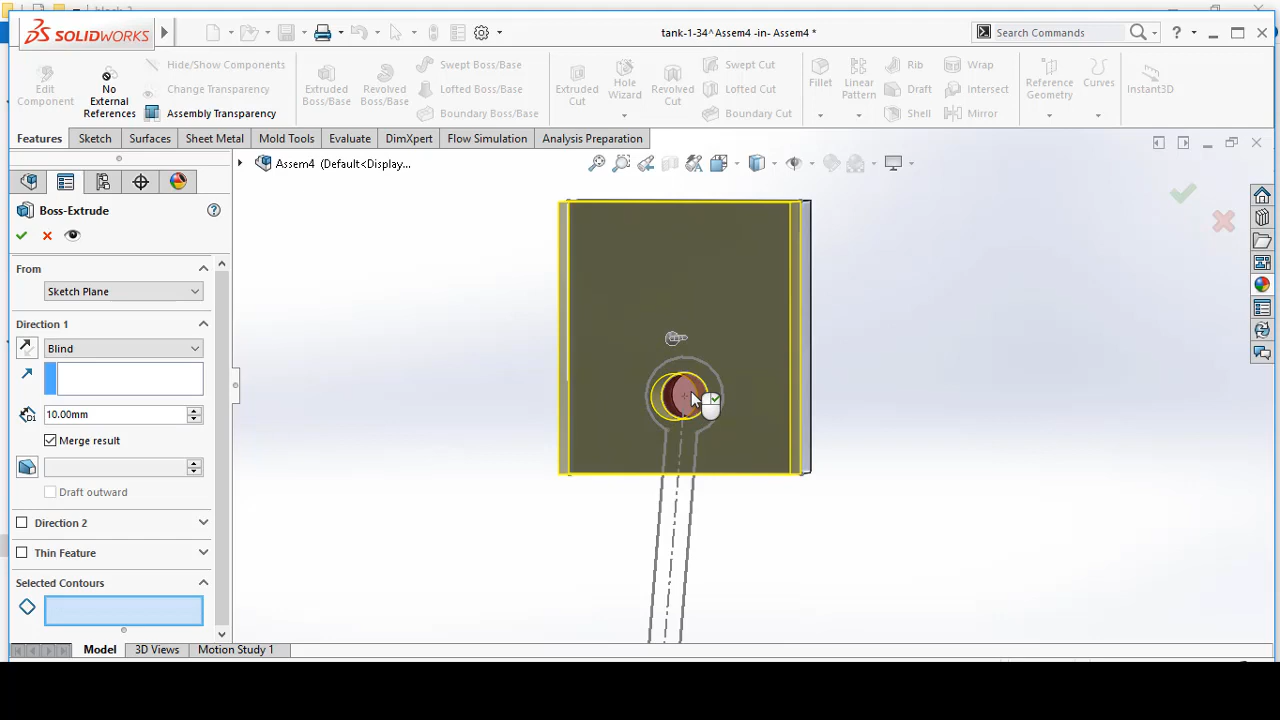 SOLIDWORKS
tank-1-34^Assem4 -in- Assem4 *
Search Commands
Edit Component
No External References
Hide/Show Components
Change Transparency
Assembly Transparency
Extruded Boss/Base
Revolved Boss/Base
Swept Boss/Base
Lofted Boss/Base
Boundary Boss/Base
Extruded Cut
Hole Wizard
Revolved Cut
Swept Cut
Lofted Cut
Boundary Cut
Fillet
Linear Pattern
Rib
Draft
Shell
Wrap
Intersect
Mirror
Reference Geometry
Curves
Instant3D
Features Sketch Surfaces Sheet Metal Mold Tools Evaluate DimXpert Flow Simulation Analysis Preparation
Assem4 (Default<Display...
Boss-Extrude
From
Sketch Plane
Direction 1
Blind
10.00mm
Merge result
Draft outward
Direction 2
Thin Feature
Selected Contours
Model 3D Views Motion Study 1